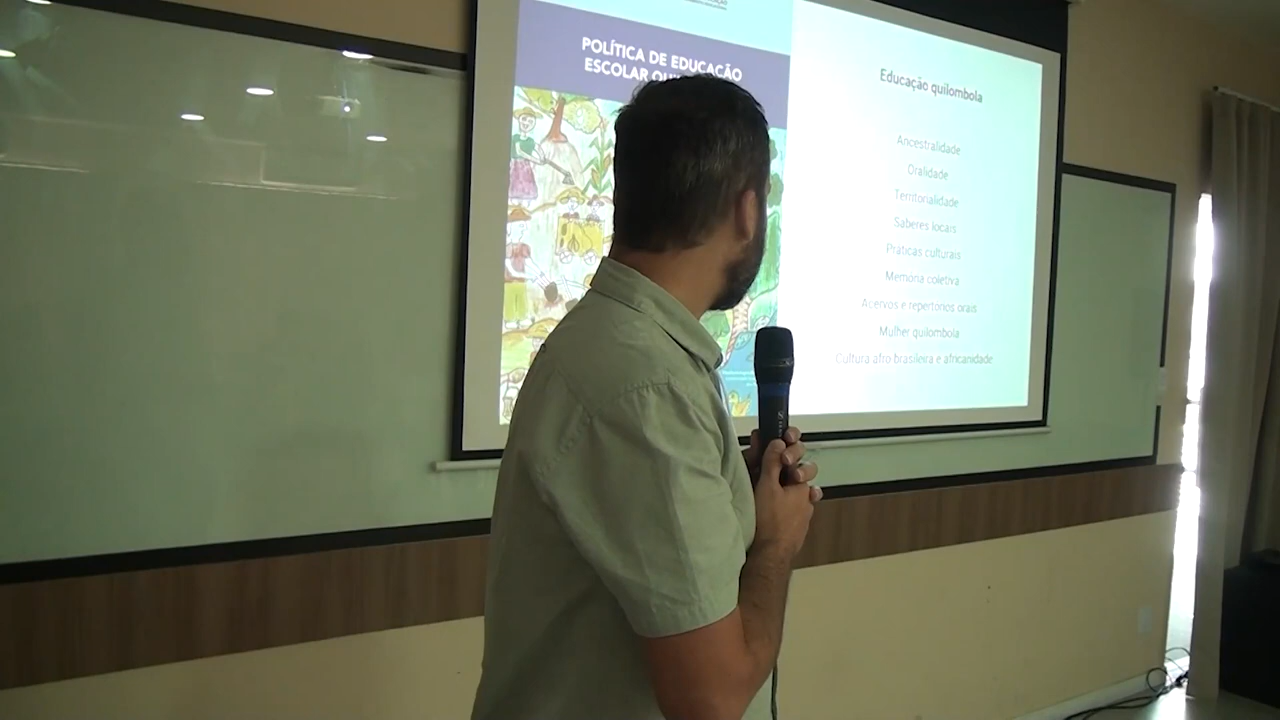 POLÍTICA DE EDUCAÇÃO
ESCOLAR
Educação quilombola
Ancestralidade
Oralidade
Territorialidade
Saberes locais
Práticas culturais
Memória coletiva
Acervos e repertórios orais
Mulher quilombola
Cultura afro brasileira e africanidade